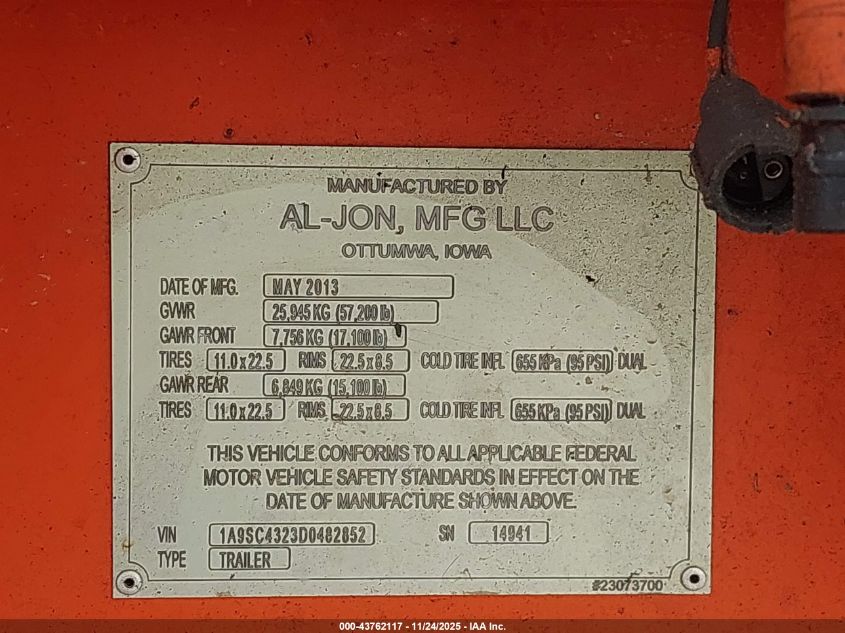 MANUFACTURED BY
AL-JON, MFG LLC
OTTUMWA, IOWA
DATE OF MFG. MAY 2013
GVWR 25,945 KG (57,200 lb)
GAWR FRONT 7,756 KG (17,100 lb)
TIRES 11.0 x 22.5 RIMS 22.5 x 8.5 COLD TIRE INFL 655 KPa (95 PSI) DUAL
GAWR REAR 6,849 KG (15,100 lb)
TIRES 11.0 x 22.5 RIMS 22.5 x 8.5 COLD TIRE INFL 655 KPa (95 PSI) DUAL
THIS VEHICLE CONFORMS TO ALL APPLICABLE FEDERAL
MOTOR VEHICLE SAFETY STANDARDS IN EFFECT ON THE
DATE OF MANUFACTURE SHOWN ABOVE.
VIN 1A9SC4323D0482852 SN 14941
TYPE TRAILER
#23073700
000-43762117 - 11/24/2025 - IAA Inc.